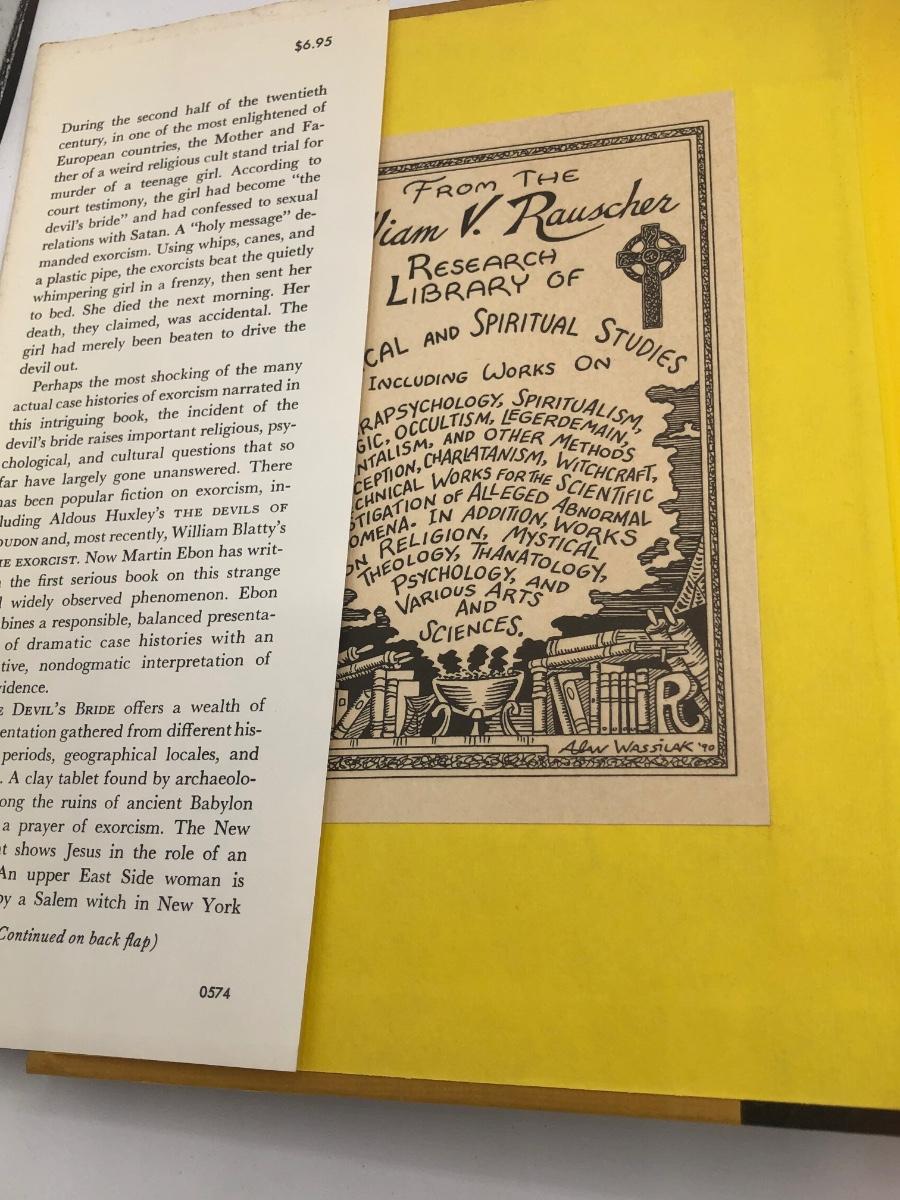 $6.95
During the second half of the twentieth
century, in one of the most enlightened of
European countries, the Mother and Fa-
ther of a weird religious cult stand trial for
murder of a teenage girl. According to
court testimony, the girl had become "the
devil's bride" and had confessed to sexual
relations with Satan. A "holy message" de-
manded exorcism. Using whips, canes, and
a plastic pipe, the exorcists beat the quietly
whimpering girl in a frenzy, then sent her
to bed. She died the next morning. Her
death, they claimed, was accidental. The
girl had merely been beaten to drive the
devil out.
Perhaps the most shocking of the many
actual case histories of exorcism narrated in
this intriguing book, the incident of the
devil's bride raises important religious, psy-
chological, and cultural questions that so
far have largely gone unanswered. There
has been popular fiction on exorcism, in-
luding Aldous Huxley's THE DEVILS OF
OUDON and, most recently, William Blatty's
HE EXORCIST. Now Martin Ebon has writ-
the first serious book on this strange
widely observed phenomenon. Ebon
bines a responsible, balanced presenta-
of dramatic case histories with an
tive, nondogmatic interpretation of
vidence.
E DEVIL'S BRIDE offers a wealth of
entation gathered from different his-
periods, geographical locales, and
. A clay tablet found by archaeolo-
ong the ruins of ancient Babylon
a prayer of exorcism. The New
t shows Jesus in the role of an
An upper East Side woman is
by a Salem witch in New York
(Continued on back flap)
0574
FROM THE
liam V. Rauscher
RESEARCH
LIBRARY OF
CAL AND SPIRITUAL STUDIES
INCLUDING WORKS ON
RAPSYCHOLOGY, SPIRITUALISM,
GIC, OCCULTISM, LEGERDEMAIN,
NTALISM, AND OTHER METHODS
CEPTION, CHARLATANISM, WITCHCRAFT,
CHNICAL WORKS FOR THE SCIENTIFIC
STIGATION OF ALLEGED ABNORMAL
OMENA. IN ADDITION, WORKS
ON RELIGION, MYSTICAL
THEOLOGY, THANATOLOGY,
PSYCHOLOGY, AND
VARIOUS ARTS
AND
SCIENCES.
R
ALAN WASSILAK '90